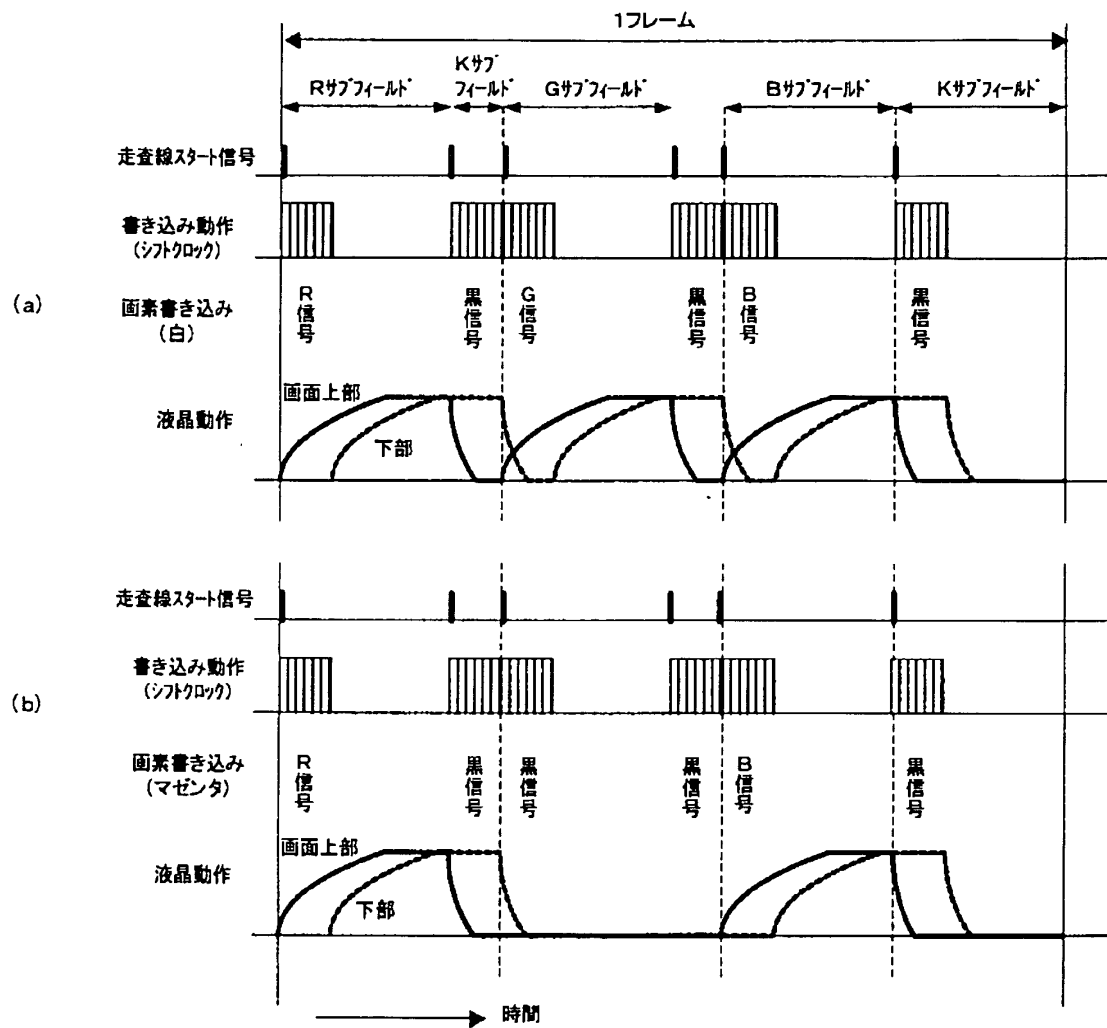 1フレーム
Kサブ
フィールド
Rサブフィールド
Gサブフィールド
Bサブフィールド
Kサブフィールド
走査線スタート信号
書き込み動作
(シフトクロック)
(a)
画素書き込み
(白)
R信号
黒信号
G信号
黒信号
B信号
黒信号
画面上部
液晶動作
下部
走査線スタート信号
書き込み動作
(シフトクロック)
(b)
画素書き込み
(マゼンタ)
R信号
黒信号
黒信号
黒信号
B信号
黒信号
画面上部
液晶動作
下部
時間